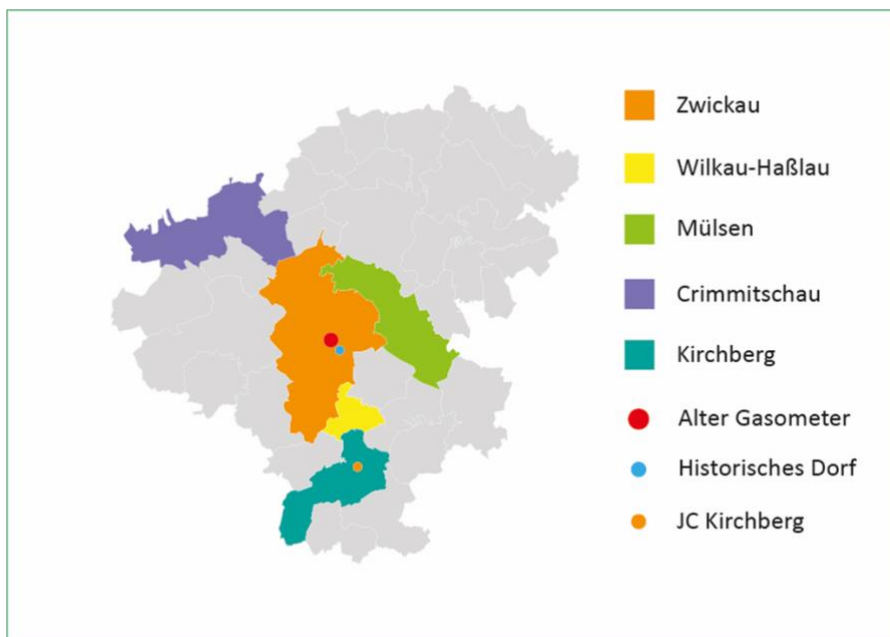 Zwickau
Wilkau-Haßlau
Mülsen
Crimmitschau
Kirchberg
Alter Gasometer
Historisches Dorf
JC Kirchberg